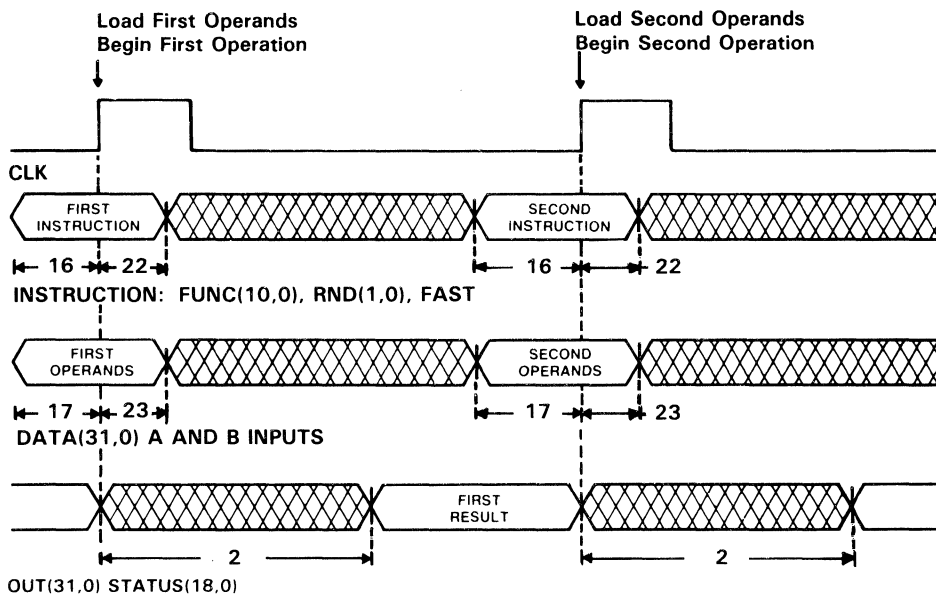 Load First Operands
Begin First Operation
Load Second Operands
Begin Second Operation
CLK
FIRST
INSTRUCTION
SECOND
INSTRUCTION
16
22
16
22
INSTRUCTION: FUNC(10,0), RND(1,0), FAST
FIRST
OPERANDS
SECOND
OPERANDS
17
23
17
23
DATA(31,0) A AND B INPUTS
FIRST
RESULT
2
2
OUT(31,0) STATUS(18,0)